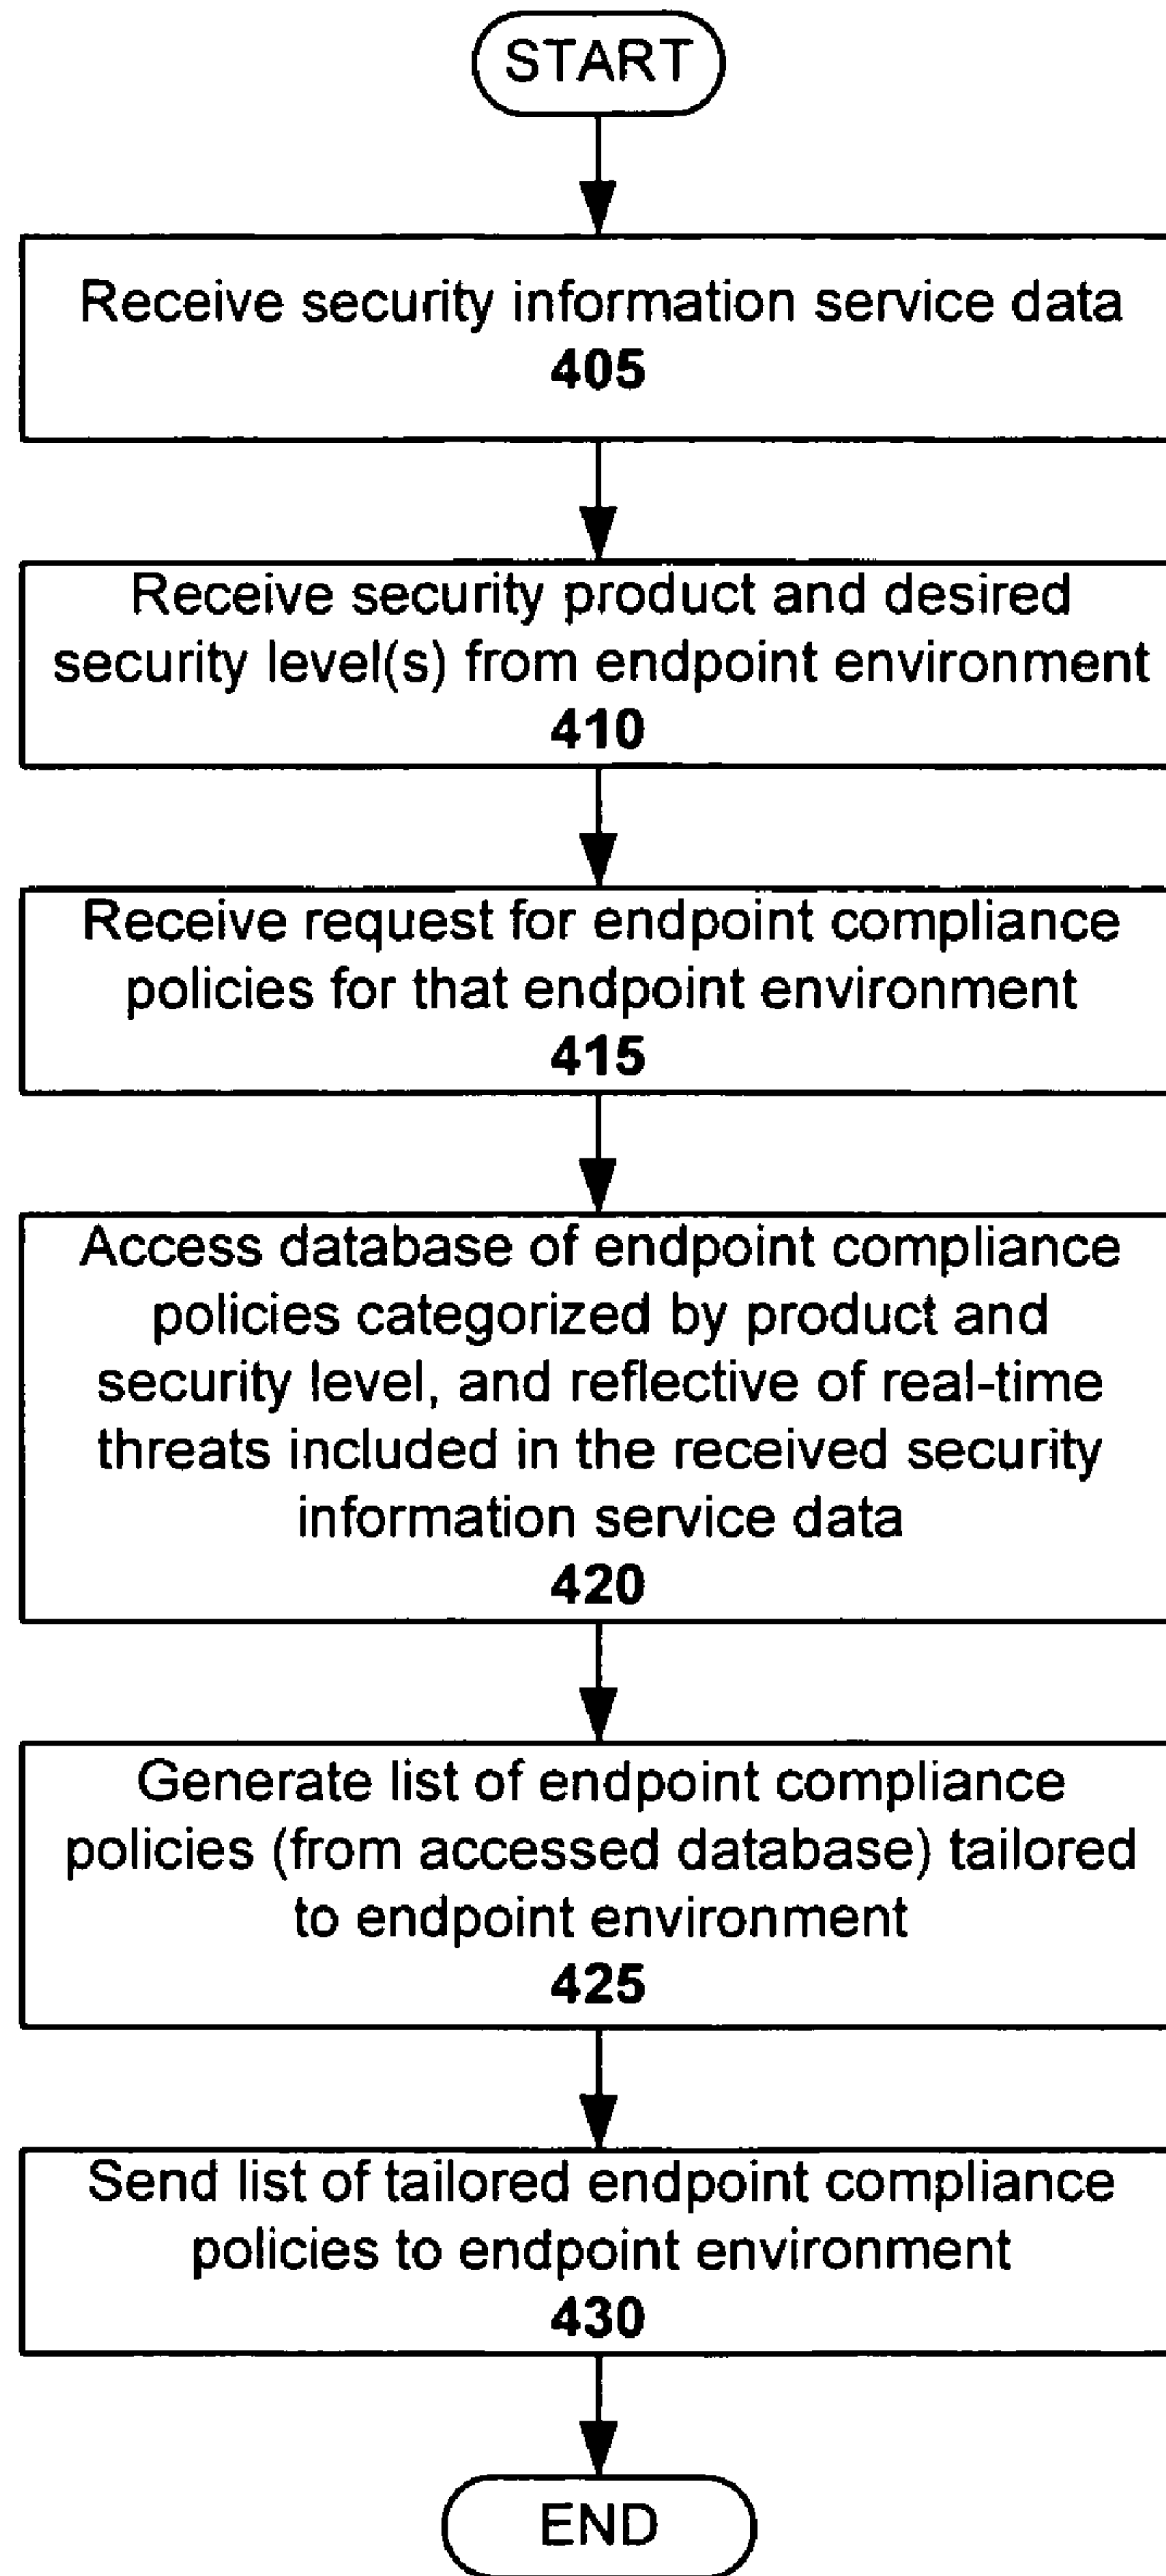 START
Receive security information service data
405
Receive security product and desired
security level(s) from endpoint environment
410
Receive request for endpoint compliance
policies for that endpoint environment
415
Access database of endpoint compliance
policies categorized by product and
security level, and reflective of real-time
threats included in the received security
information service data
420
Generate list of endpoint compliance
policies (from accessed database) tailored
to endpoint environment
425
Send list of tailored endpoint compliance
policies to endpoint environment
430
END